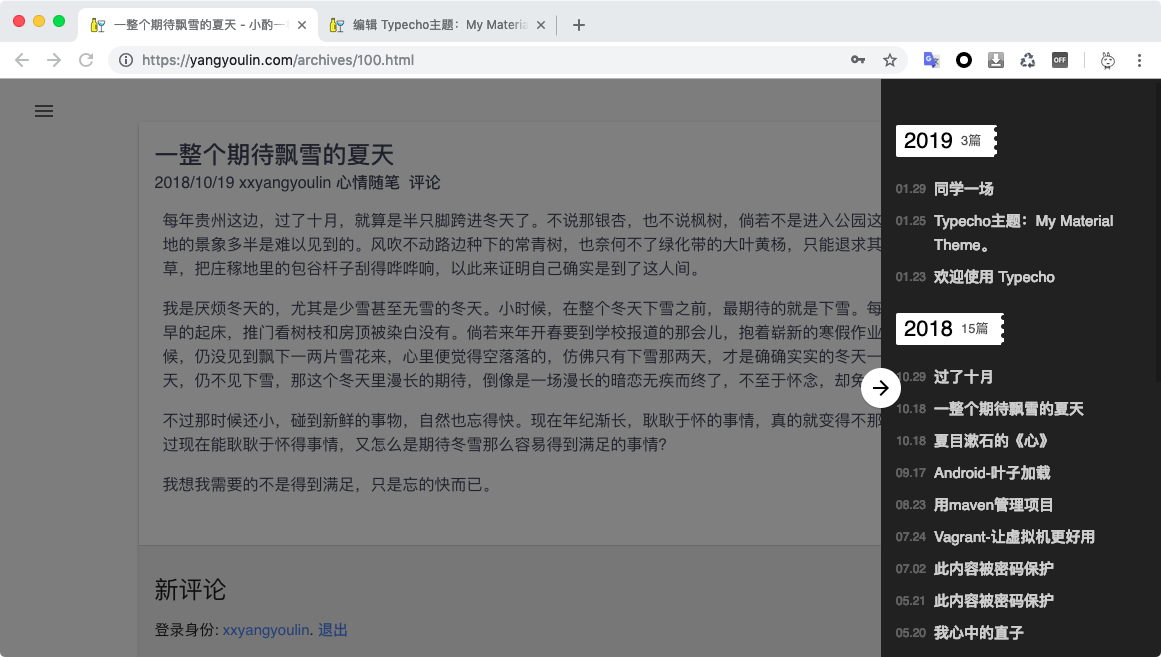 一整个期待飘雪的夏天 - 小酌一
编辑 Typecho主题：My Materia
https://yangyoulin.com/archives/100.html
OFF
一整个期待飘雪的夏天
2018/10/19 xxyangyoulin 心情随笔 评论
每年贵州这边，过了十月，就算是半只脚跨进冬天了。不说那银杏，也不说枫树，倘若不是进入公园这
地的景象多半是难以见到的。风吹不动路边种下的常青树，也奈何不了绿化带的大叶黄杨，只能退求其
草，把庄稼地里的包谷杆子刮得哗哗响，以此来证明自己确实是到了这人间。
我是厌烦冬天的，尤其是少雪甚至无雪的冬天。小时候，在整个冬天下雪之前，最期待的就是下雪。每
早的起床，推门看树枝和房顶被染白没有。倘若来年开春要到学校报道的那会儿，抱着崭新的寒假作业
候，仍没见到飘下一两片雪花来，心里便觉得空落落的，仿佛只有下雪那两天，才是确确实实的冬天一
天，仍不见下雪，那这个冬天里漫长的期待，倒像是一场漫长的暗恋无疾而终了，不至于怀念，却免
不过那时候还小，碰到新鲜的事物，自然也忘得快。现在年纪渐长，耿耿于怀的事情，真的就变得不那
过现在能耿耿于怀得事情，又怎么是期待冬雪那么容易得到满足的事情?
我想我需要的不是得到满足，只是忘的快而已。
新评论
登录身份: xxyangyoulin. 退出
2019 3篇
01.29 同学一场
01.25 Typecho主题：My Material
Theme。
01.23 欢迎使用 Typecho
2018 15篇
10.29 过了十月
10.18 一整个期待飘雪的夏天
10.18 夏目漱石的《心》
09.17 Android-叶子加载
08.23 用maven管理项目
07.24 Vagrant-让虚拟机更好用
07.02 此内容被密码保护
05.21 此内容被密码保护
05.20 我心中的直子